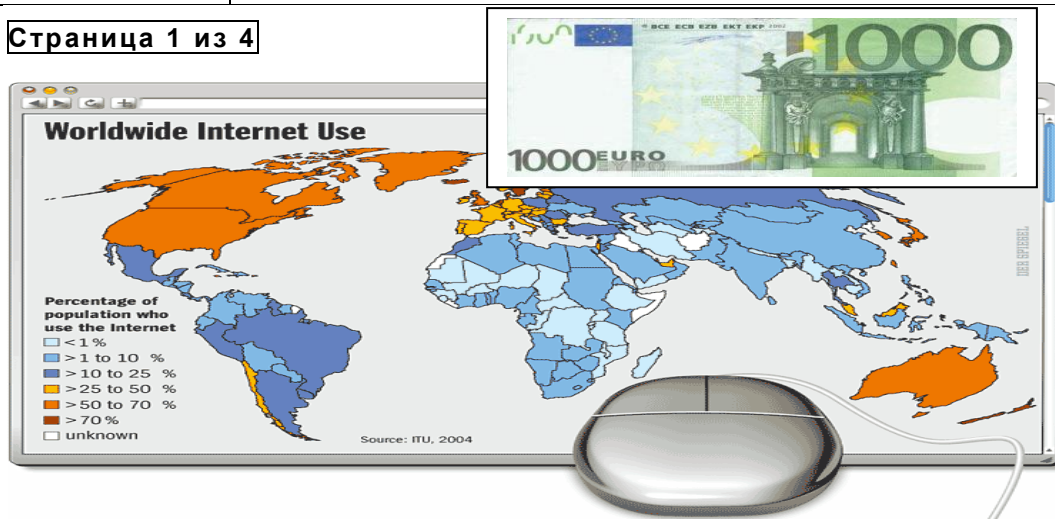 Страница 1 из 4
* BCE ECB EZB EKT EKP 2002
1000
1000EURO
Worldwide Internet Use
Percentage of
population who
use the Internet
<1%
>1 to 10 %
>10 to 25 %
>25 to 50 %
>50 to 70 %
>70%
unknown
Source: ITU, 2004
DER SPIEGEL